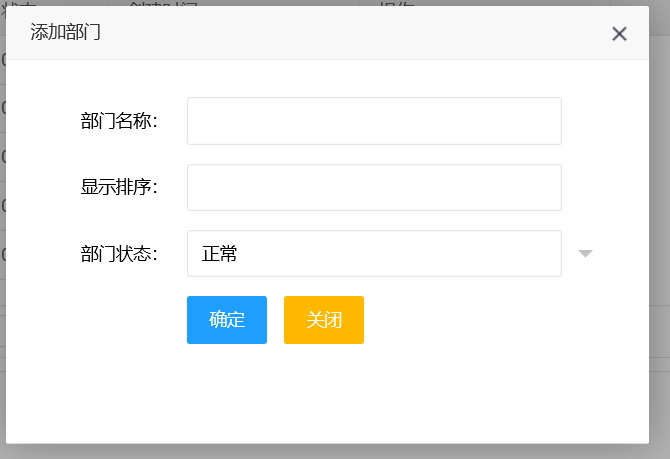 添加部门
部门名称：
显示排序：
部门状态： 正常
确定 关闭